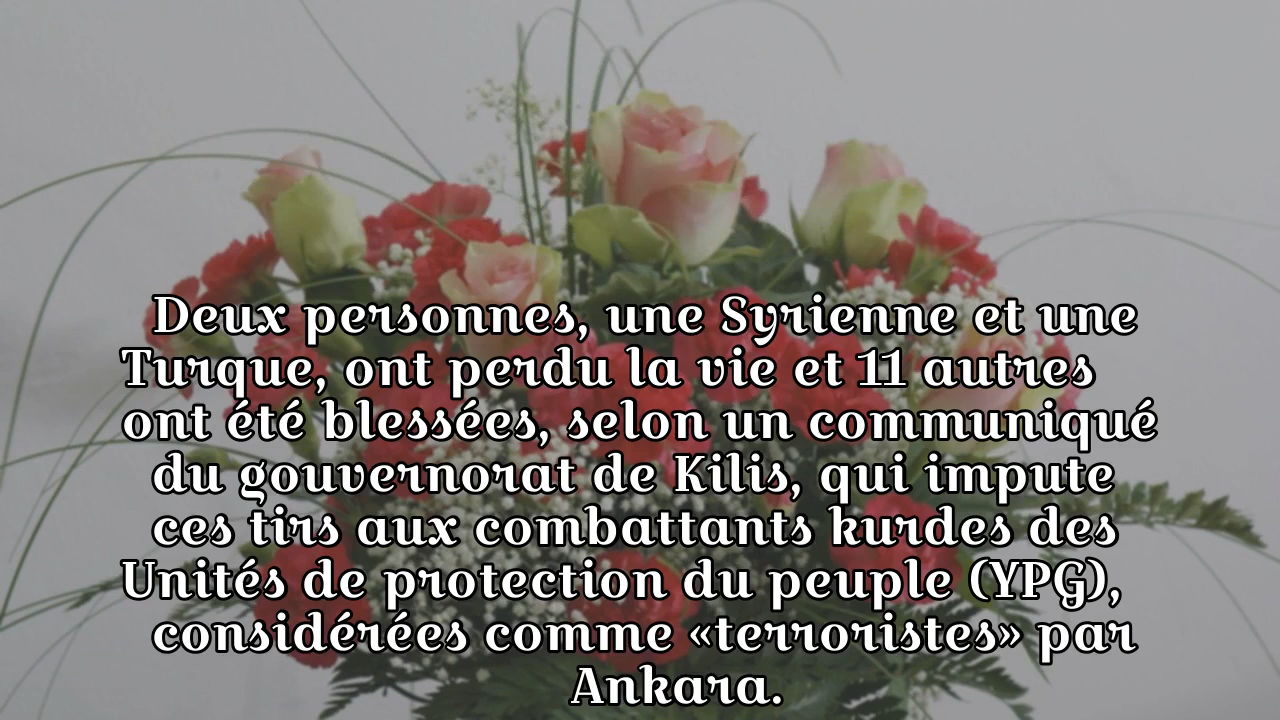 Deux personnes, une Syrienne et une
Turque, ont perdu la vie et 11 autres
ont été blessées, selon un communiqué
du gouvernorat de Kilis, qui impute
ces tirs aux combattants kurdes des
Unités de protection du peuple (YPG),
considérées comme «terroristes» par
Ankara.